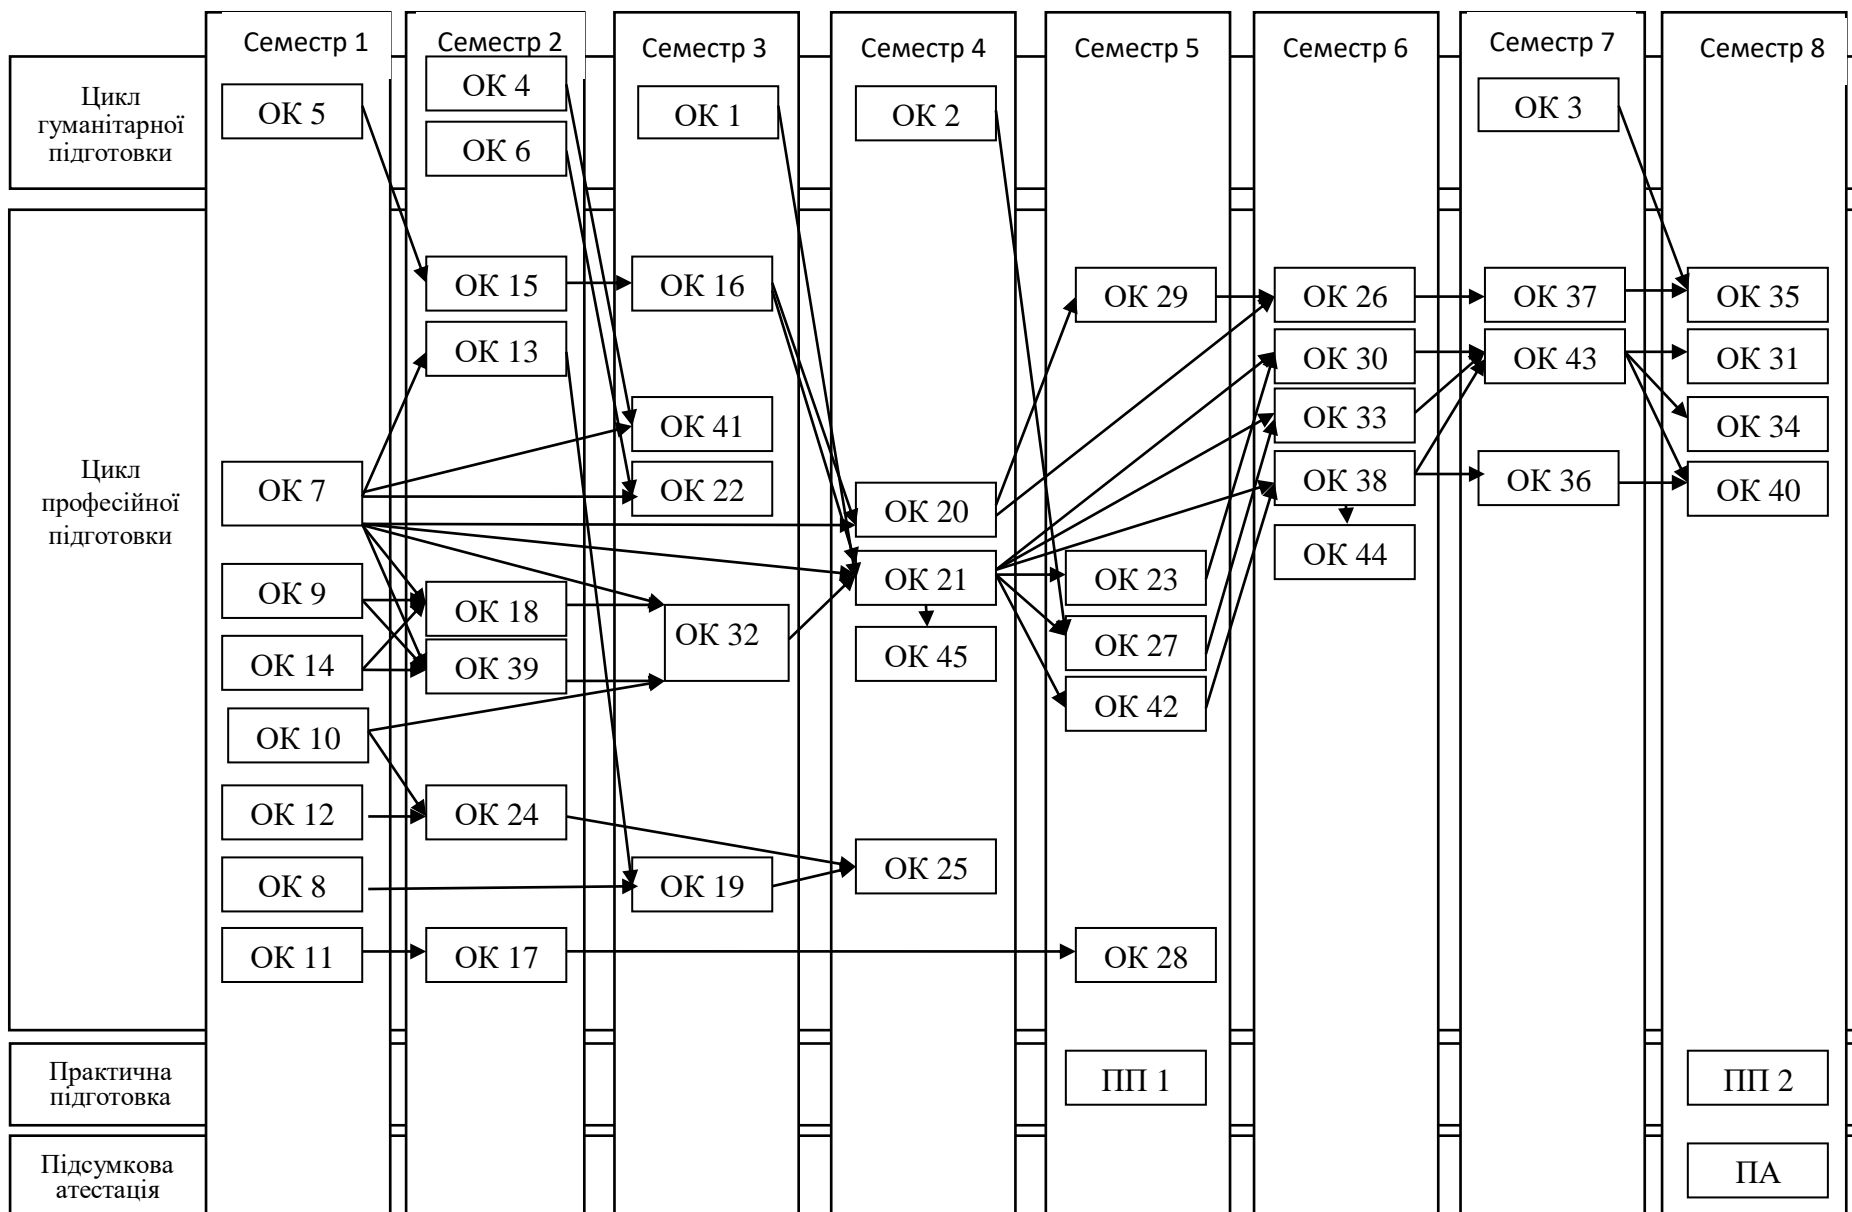 Семестр 1
Семестр 2
Семестр 3
Семестр 4
Семестр 5
Семестр 6
Семестр 7
Семестр 8
Цикл
гуманітарної
підготовки
ОК 5
ОК 4
ОК 6
ОК 1
ОК 2
ОК 3
Цикл
професійної
підготовки
ОК 7
ОК 9
ОК 14
ОК 10
ОК 12
ОК 8
ОК 11
ОК 15
ОК 13
ОК 18
ОК 39
ОК 24
ОК 17
ОК 16
ОК 41
ОК 22
ОК 32
ОК 19
ОК 20
ОК 21
ОК 45
ОК 25
ОК 29
ОК 23
ОК 27
ОК 42
ОК 28
ОК 26
ОК 30
ОК 33
ОК 38
ОК 44
ОК 37
ОК 43
ОК 36
ОК 35
ОК 31
ОК 34
ОК 40
Практична
підготовка
ПП 1
ПП 2
Підсумкова
атестація
ПА